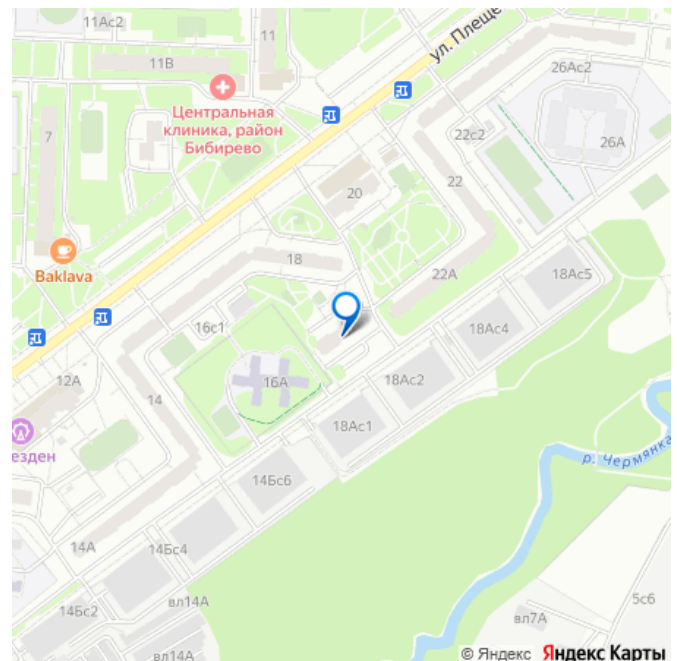 11Ас2
11
11В
ул. Плеще
26Ас2
Центральная
клиника, район
Бибирево
7
22с2
26А
20
22
Baklava
18
22А
18Ас5
16с1
18Ас4
12А
16А
18Ас2
14
езден
18Ас1
р. Чермянка
14Бс6
14А
14Бс4
14Бс2
вл14А
5с6
вл7А
вл14А
© Яндекс Яндекс Карты